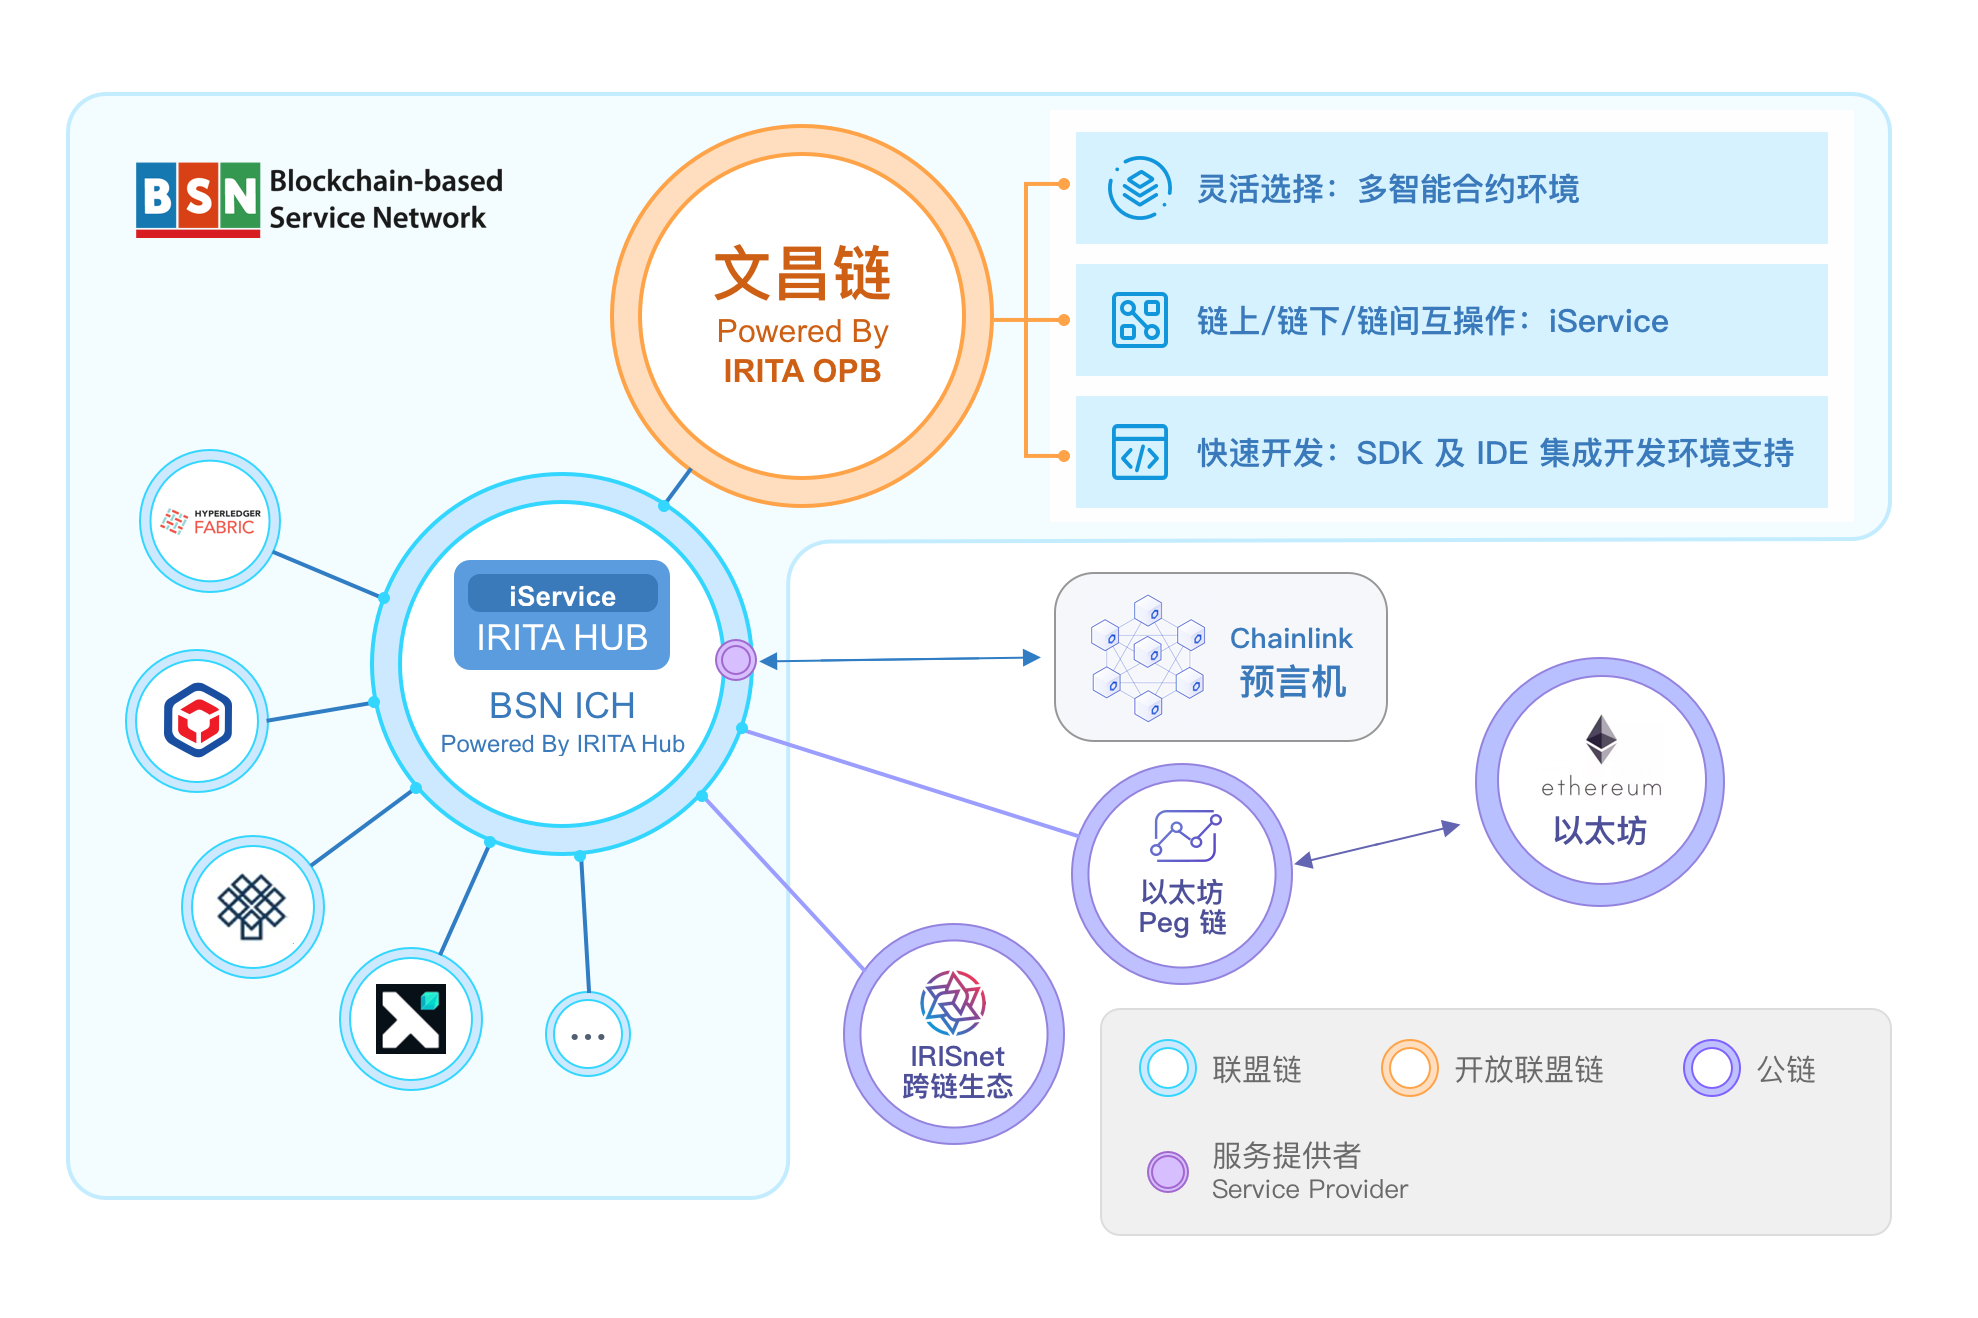 BSN
Blockchain-based
Service Network
文昌链
Powered By
IRITA OPB
灵活选择：多智能合约环境
链上/链下/链间互操作：iService
快速开发：SDK 及 IDE 集成开发环境支持
HYPERLEDGER
FABRIC
iService
IRITA HUB
BSN ICH
Powered By IRITA Hub
Chainlink
预言机
ethereum
以太坊
以太坊
Peg 链
IRISnet
跨链生态
...
联盟链
开放联盟链
公链
服务提供者
Service Provider